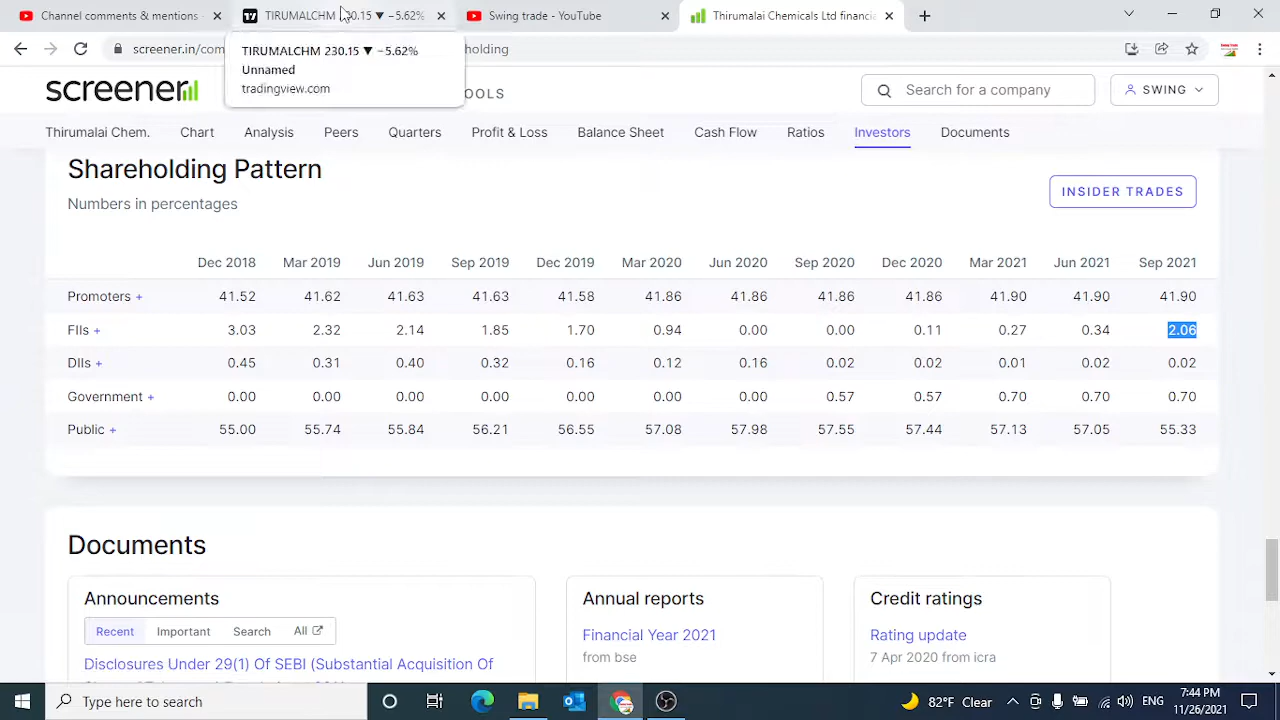 Channel comments & mentions -
TIRUMALCHM 230.15 ▼ −5.62%
Swing trade - YouTube
Thirumalai Chemicals Ltd financi
screener.in/com
holding
TIRUMALCHM 230.15 ▼ −5.62%
Unnamed
tradingview.com
screener
OOLS
Search for a company
SWING
Thirumalai Chem. Chart Analysis Peers Quarters Profit & Loss Balance Sheet Cash Flow Ratios Investors Documents
Shareholding Pattern
Numbers in percentages
INSIDER TRADES
Dec 2018 Mar 2019 Jun 2019 Sep 2019 Dec 2019 Mar 2020 Jun 2020 Sep 2020 Dec 2020 Mar 2021 Jun 2021 Sep 2021
Promoters + 41.52 41.62 41.63 41.63 41.58 41.86 41.86 41.86 41.86 41.90 41.90 41.90
FIIs + 3.03 2.32 2.14 1.85 1.70 0.94 0.00 0.00 0.11 0.27 0.34 2.06
DIIs + 0.45 0.31 0.40 0.32 0.16 0.12 0.16 0.02 0.02 0.01 0.02 0.02
Government + 0.00 0.00 0.00 0.00 0.00 0.00 0.00 0.57 0.57 0.70 0.70 0.70
Public + 55.00 55.74 55.84 56.21 56.55 57.08 57.98 57.55 57.44 57.13 57.05 55.33
Documents
Announcements
Recent Important Search All
Disclosures Under 29(1) Of SEBI (Substantial Acquisition Of
Annual reports
Financial Year 2021
from bse
Credit ratings
Rating update
7 Apr 2020 from icra
Type here to search
82°F Clear
ENG
7:44 PM
11/26/2021